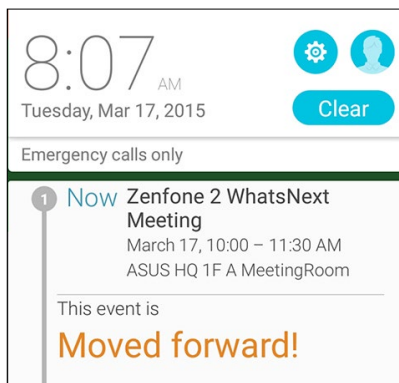 8:07 AM
Tuesday, Mar 17, 2015
Clear
Emergency calls only
1 Now Zenfone 2 WhatsNext
Meeting
March 17, 10:00 – 11:30 AM
ASUS HQ 1F A MeetingRoom
This event is
Moved forward!